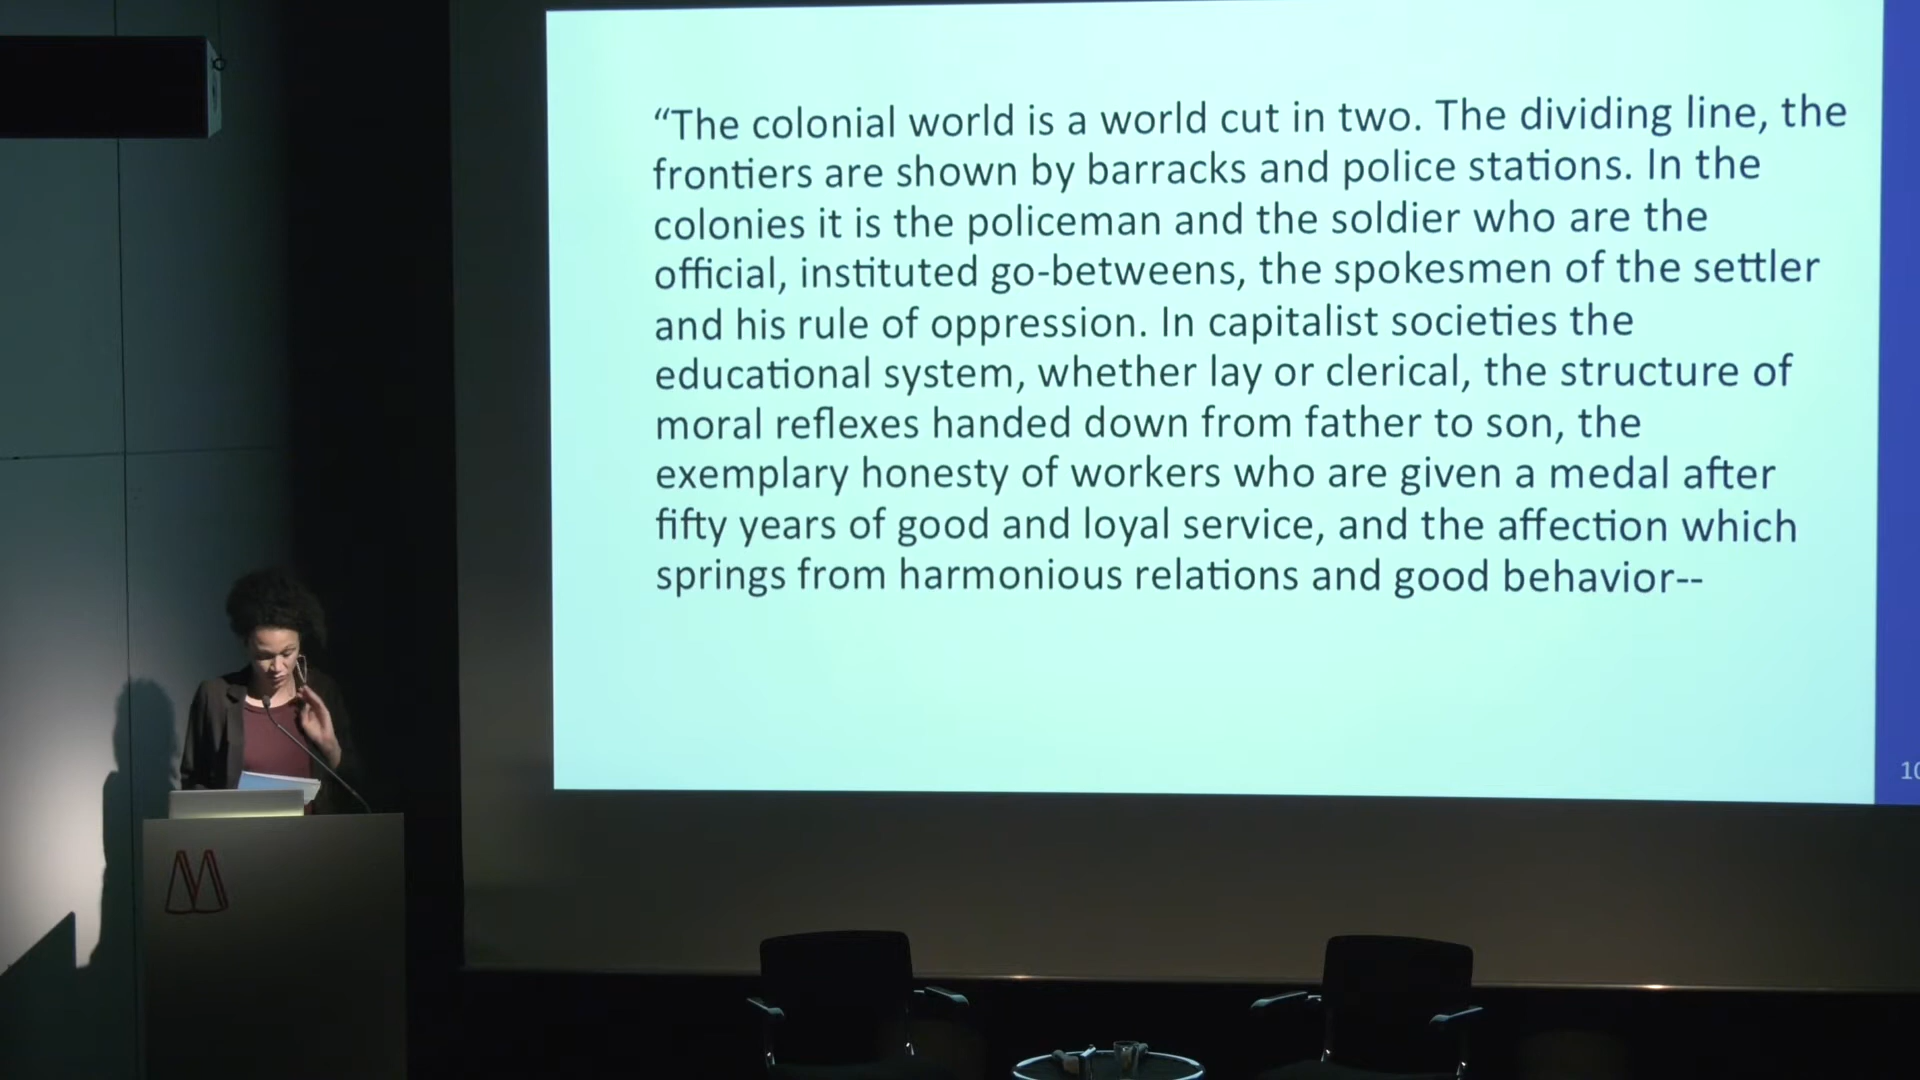 “The colonial world is a world cut in two. The dividing line, the
frontiers are shown by barracks and police stations. In the
colonies it is the policeman and the soldier who are the
official, instituted go-betweens, the spokesmen of the settler
and his rule of oppression. In capitalist societies the
educational system, whether lay or clerical, the structure of
moral reflexes handed down from father to son, the
exemplary honesty of workers who are given a medal after
fifty years of good and loyal service, and the affection which
springs from harmonious relations and good behavior--
10
M